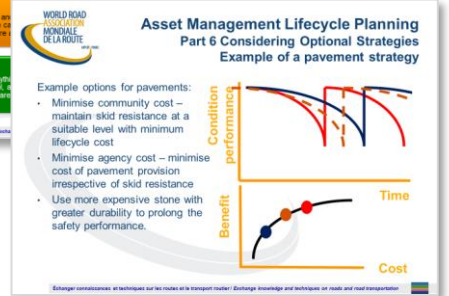 WORLD ROAD
ASSOCIATION
MONDIALE
DE LA ROUTE
Asset Management Lifecycle Planning
Part 6 Considering Optional Strategies
Example of a pavement strategy
Example options for pavements:
• Minimise community cost –
maintain skid resistance at a
suitable level with minimum
lifecycle cost
• Minimise agency cost – minimise
cost of pavement provision
irrespective of skid resistance
• Use more expensive stone with
greater durability to prolong the
safety performance.
Condition
performance
Time
Benefit
Cost
Échanger connaissances et techniques sur les routes et le transport routier / Exchange knowledge and techniques on roads and road transportation